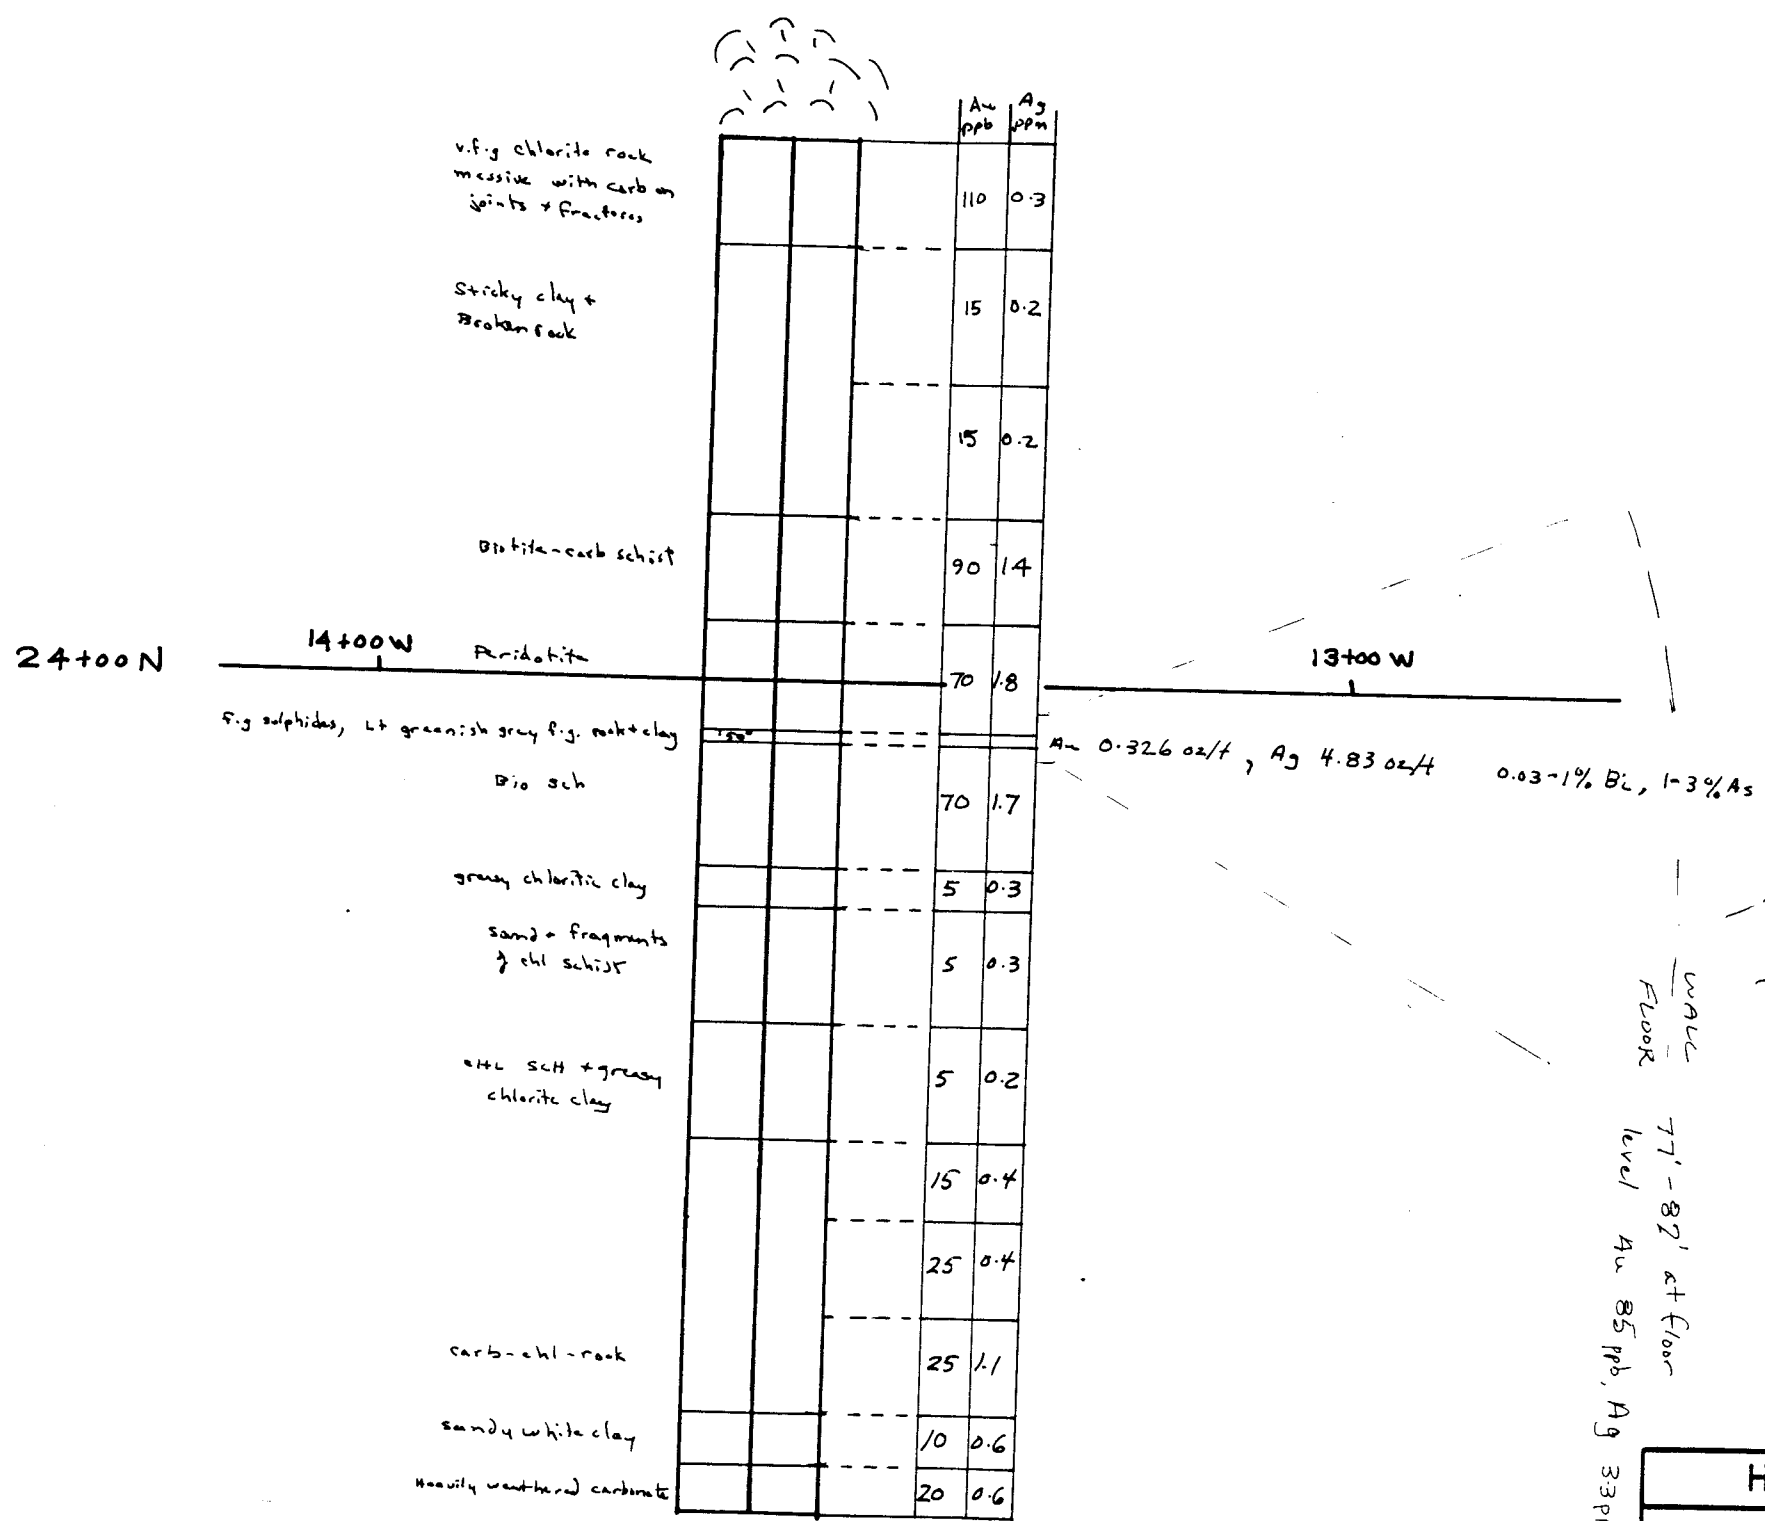 Au Ag
ppb ppm
v.f.g chlorite rock
massive with carb on
joints + fractures
110 0.3
Sticky clay +
Broken rock
15 0.2
15 0.2
Biotite-carb schist
90 1.4
24+00N 14+00W Peridotite
70 1.8
13+00 W
f.g sulphides, Lt greenish grey f.g. rock+clay
Au 0.326 oz/t, Ag 4.83 oz/t 0.03-1% Bi, 1-3% As
Bio sch
70 1.7
greasy chloritic clay
5 0.3
sand + fragments
of chl schist
5 0.3
CHL SCH + greasy
chlorite clay
5 0.2
15 0.4
25 0.4
carb-chl-rock
25 1.1
sandy white clay
10 0.6
Heavily weathered carbonate
20 0.6
WALL
FLOOR
77'-82' at floor
level Au 85 ppb, Ag
H